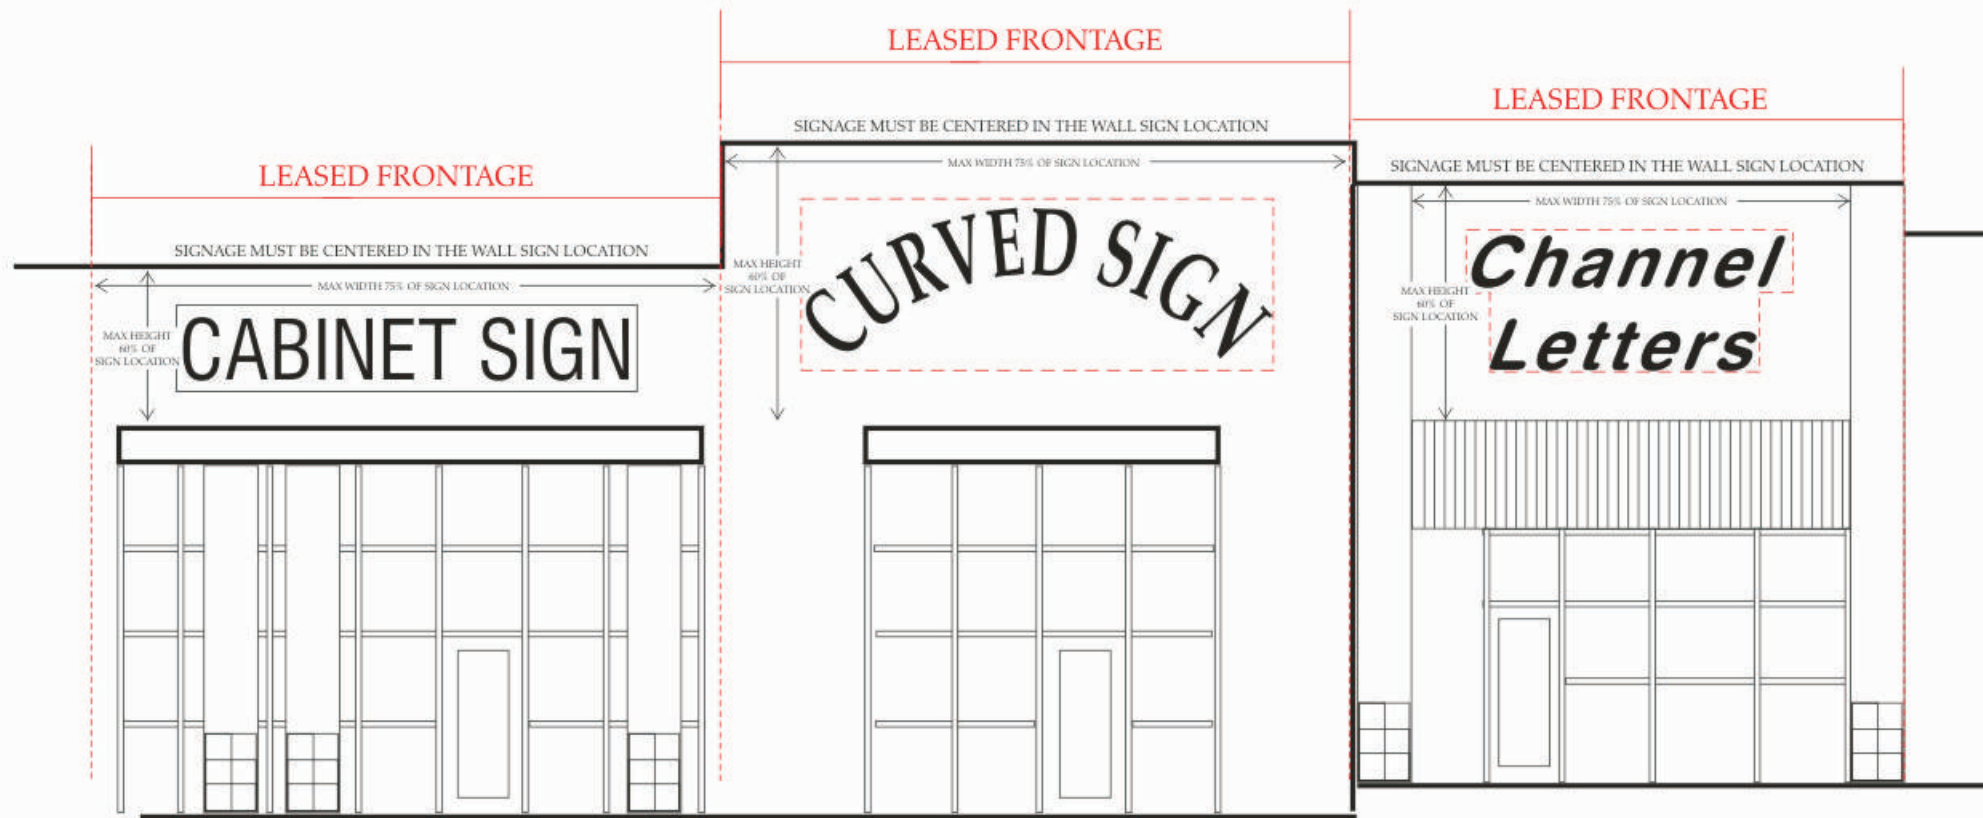 LEASED FRONTAGE
SIGNAGE MUST BE CENTERED IN THE WALL SIGN LOCATION
MAX WIDTH 75% OF SIGN LOCATION
MAX HEIGHT
60% OF
SIGN LOCATION
CABINET SIGN
LEASED FRONTAGE
SIGNAGE MUST BE CENTERED IN THE WALL SIGN LOCATION
MAX WIDTH 75% OF SIGN LOCATION
MAX HEIGHT
60% OF
SIGN LOCATION
CURVED SIGN
LEASED FRONTAGE
SIGNAGE MUST BE CENTERED IN THE WALL SIGN LOCATION
MAX WIDTH 75% OF SIGN LOCATION
MAX HEIGHT
60% OF
SIGN LOCATION
Channel
Letters